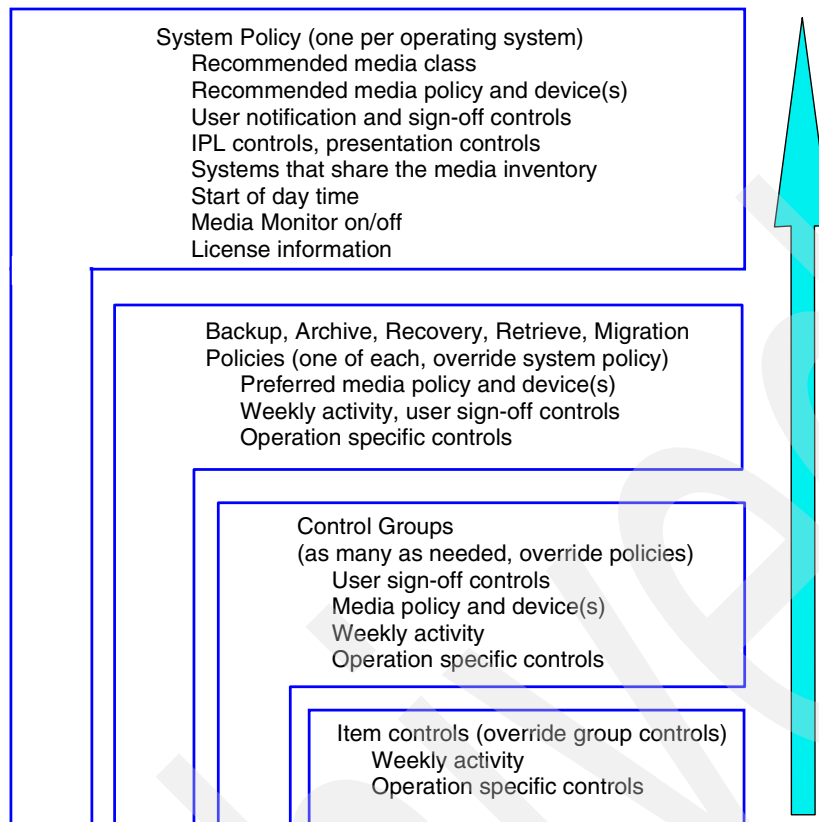 System Policy (one per operating system)
Recommended media class
Recommended media policy and device(s)
User notification and sign-off controls
IPL controls, presentation controls
Systems that share the media inventory
Start of day time
Media Monitor on/off
License information
Backup, Archive, Recovery, Retrieve, Migration
Policies (one of each, override system policy)
Preferred media policy and device(s)
Weekly activity, user sign-off controls
Operation specific controls
Control Groups
(as many as needed, override policies)
User sign-off controls
Media policy and device(s)
Weekly activity
Operation specific controls
Item controls (override group controls)
Weekly activity
Operation specific controls